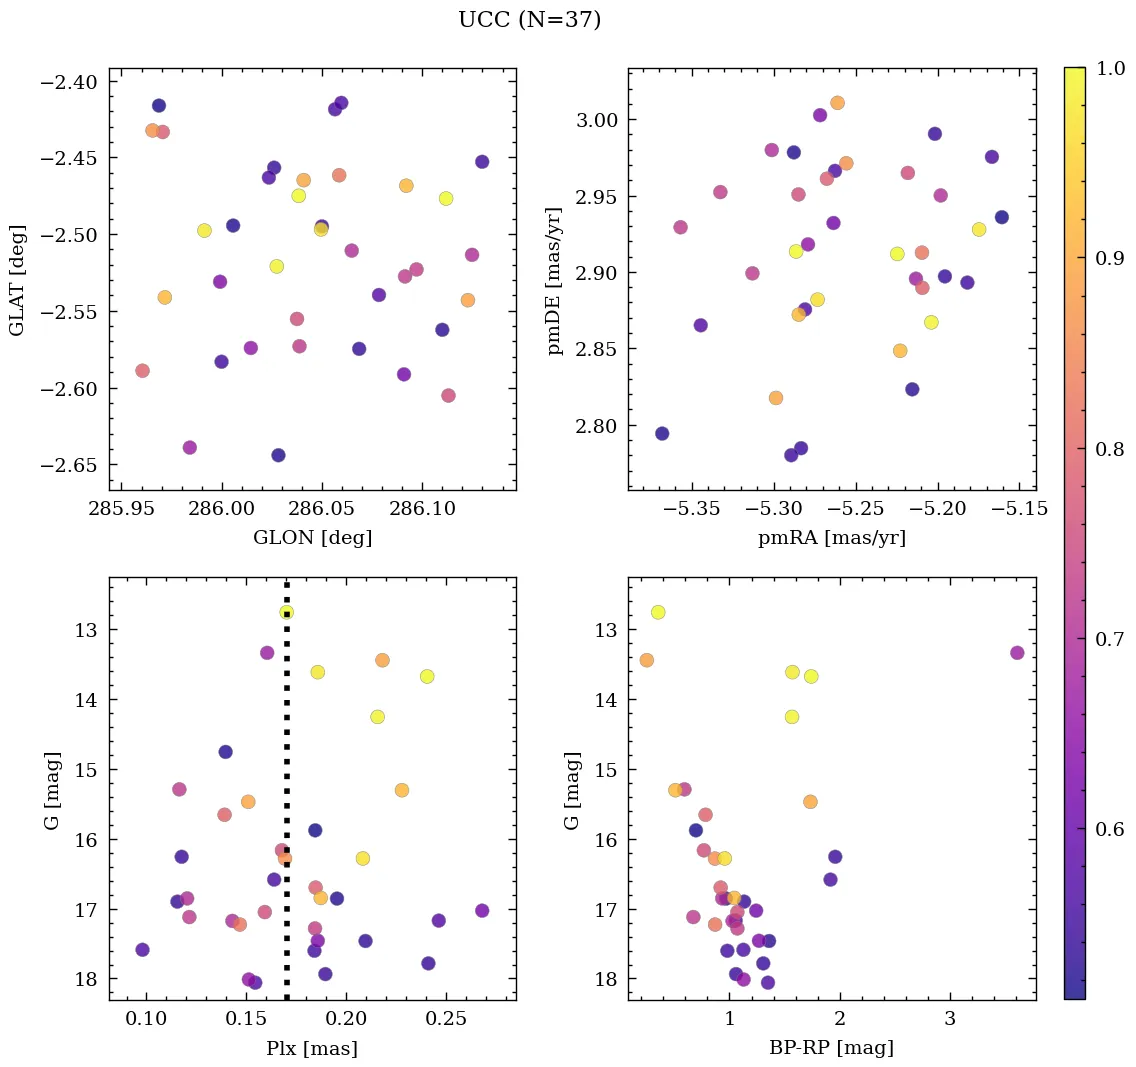 UCC (N=37)
−2.40
−2.45
−2.50
−2.55
−2.60
−2.65
GLAT [deg]
285.95 286.00 286.05 286.10
GLON [deg]
3.00
2.95
2.90
2.85
2.80
pmDE [mas/yr]
−5.35 −5.30 −5.25 −5.20 −5.15
pmRA [mas/yr]
1.0
0.9
0.8
0.7
0.6
13
14
15
16
17
18
G [mag]
0.10 0.15 0.20 0.25
Plx [mas]
13
14
15
16
17
18
G [mag]
1 2 3
BP-RP [mag]